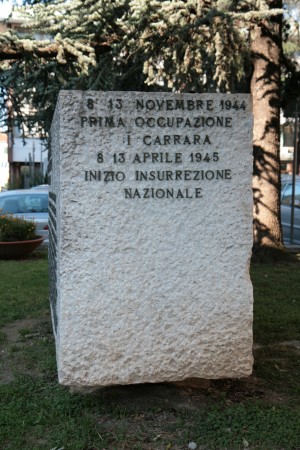 8 13 NOVEMBRE 1944
PRIMA OCCUPAZIONE
I CARRARA
8 13 APRILE 1945
INIZIO INSURREZIONE
NAZIONALE